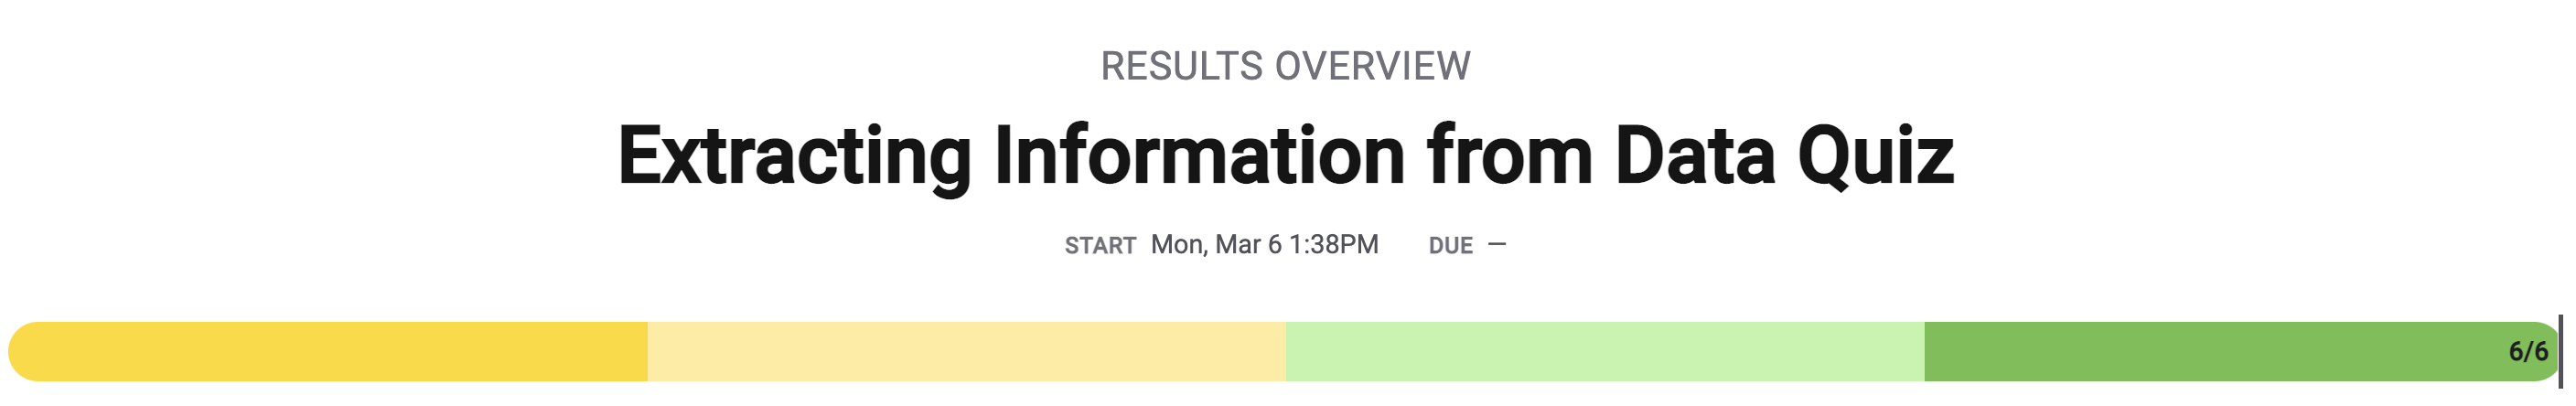 RESULTS OVERVIEW
Extracting Information from Data Quiz
START Mon, Mar 6 1:38PM DUE —
6/6